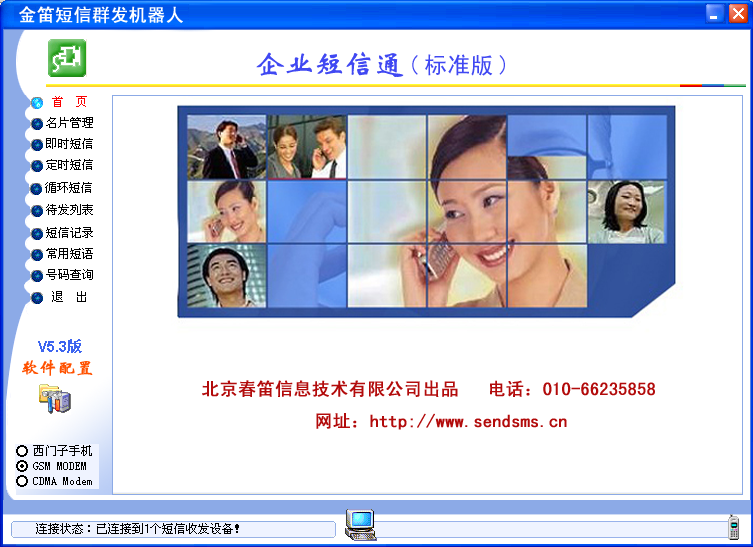 金笛短信群发机器人
企业短信通（标准版）
首 页
名片管理
即时短信
定时短信
循环短信
待发列表
短信记录
常用短语
号码查询
退 出
V5.3版
软件配置
西门子手机
GSM MODEM
CDMA Modem
北京春笛信息技术有限公司出品 电话：010-66235858
网址：http://www.sendsms.cn
连接状态：已连接到1个短信收发设备！